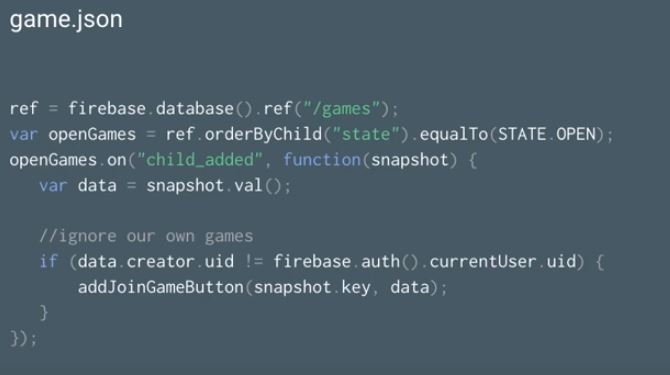 game.json
ref = firebase.database().ref("/games");
var openGames = ref.orderByChild("state").equalTo(STATE.OPEN);
openGames.on("child_added", function(snapshot) {
   var data = snapshot.val();
   //ignore our own games
   if (data.creator.uid != firebase.auth().currentUser.uid) {
       addJoinGameButton(snapshot.key, data);
   }
});